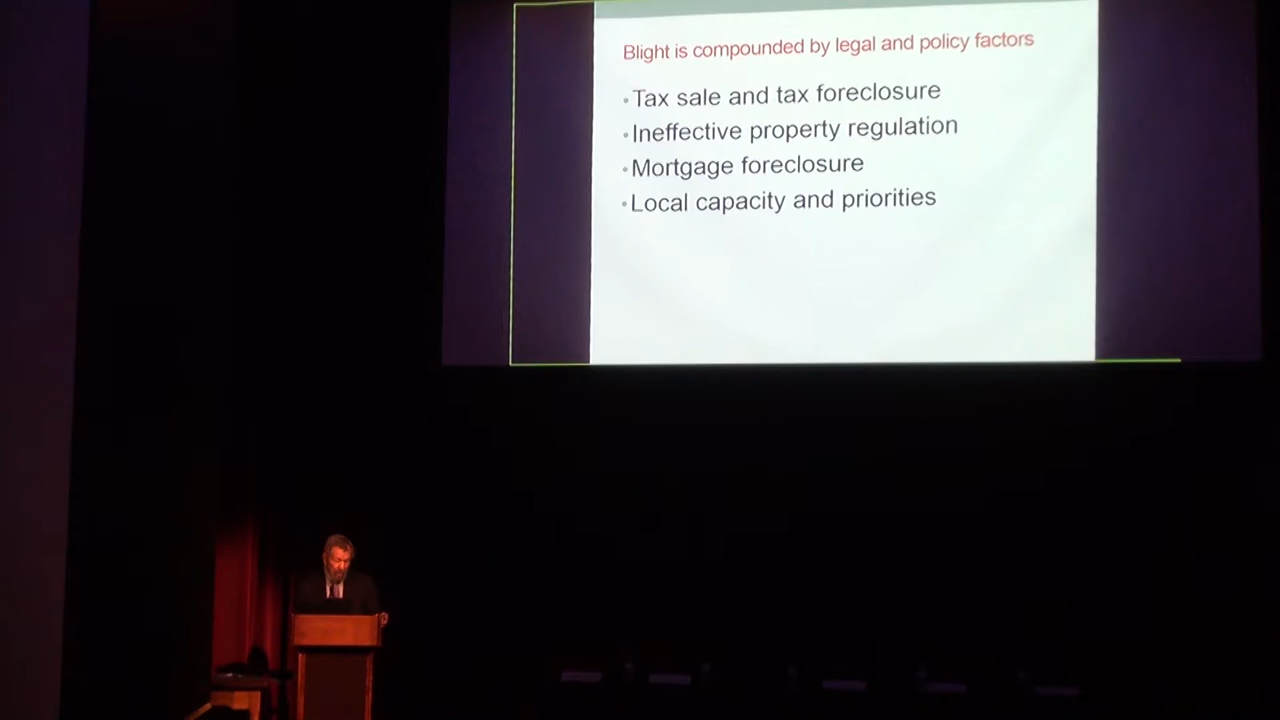 Blight is compounded by legal and policy factors
• Tax sale and tax foreclosure
• Ineffective property regulation
• Mortgage foreclosure
• Local capacity and priorities